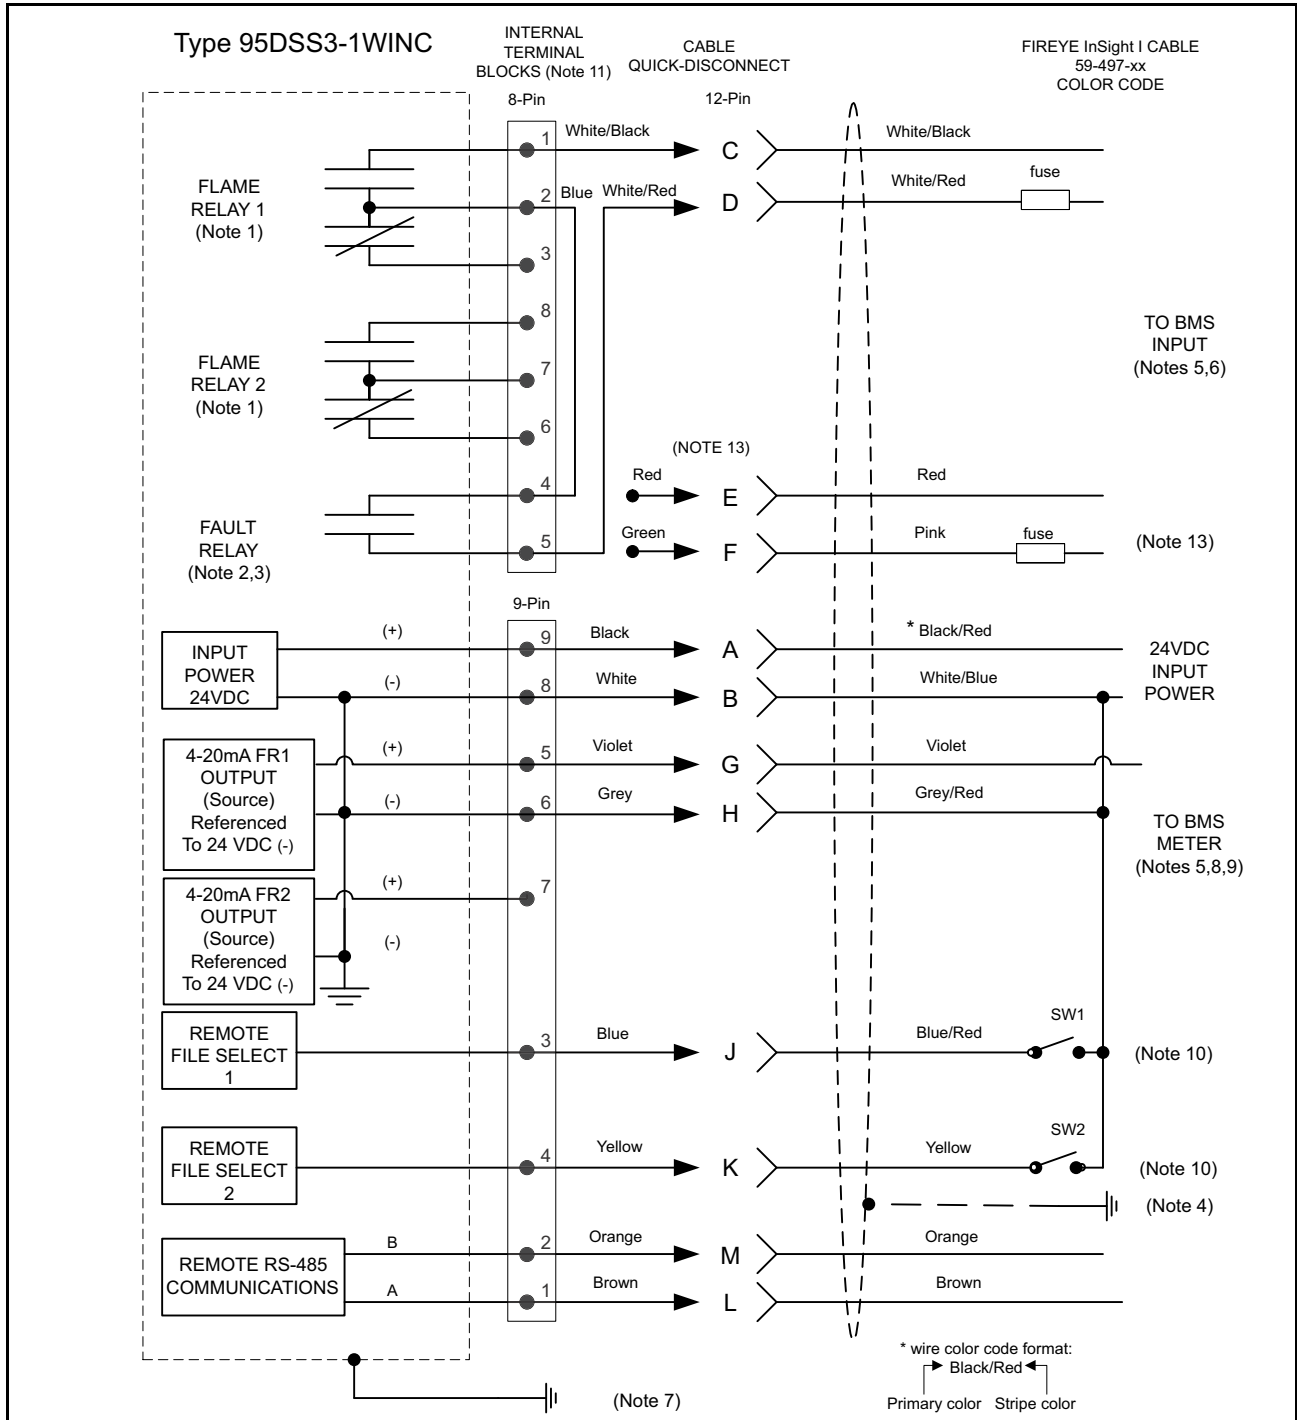 Type 95DSS3-1WINC
INTERNAL
TERMINAL
BLOCKS (Note 11)
CABLE
QUICK-DISCONNECT
FIREYE InSight I CABLE
59-497-xx
COLOR CODE
8-Pin
12-Pin
FLAME
RELAY 1
(Note 1)
1
White/Black
C
White/Black
2
Blue
White/Red
D
White/Red
fuse
3
FLAME
RELAY 2
(Note 1)
8
7
6
TO BMS
INPUT
(Notes 5,6)
(NOTE 13)
FAULT
RELAY
(Note 2,3)
4
Red
E
Red
5
Green
F
Pink
fuse
(Note 13)
9-Pin
INPUT
POWER
24VDC
(+)
9
Black
A
* Black/Red
(-)
8
White
B
White/Blue
24VDC
INPUT
POWER
4-20mA FR1
OUTPUT
(Source)
Referenced
To 24 VDC (-)
(+)
5
Violet
G
Violet
(-)
6
Grey
H
Grey/Red
TO BMS
METER
(Notes 5,8,9)
4-20mA FR2
OUTPUT
(Source)
Referenced
To 24 VDC (-)
(+)
7
(-)
REMOTE
FILE SELECT
1
3
Blue
J
Blue/Red
SW1
(Note 10)
REMOTE
FILE SELECT
2
4
Yellow
K
Yellow
SW2
(Note 10)
(Note 4)
REMOTE RS-485
COMMUNICATIONS
B
2
Orange
M
Orange
A
1
Brown
L
Brown
(Note 7)
* wire color code format:
Black/Red
Primary color Stripe color